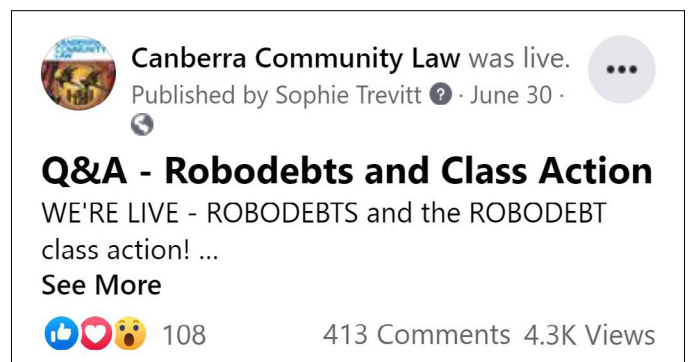 Canberra Community Law was live.
Published by Sophie Trevitt · June 30 ·
Q&A - Robodebts and Class Action
WE'RE LIVE - ROBODEBTS and the ROBODEBT
class action! ...
See More
108 413 Comments 4.3K Views